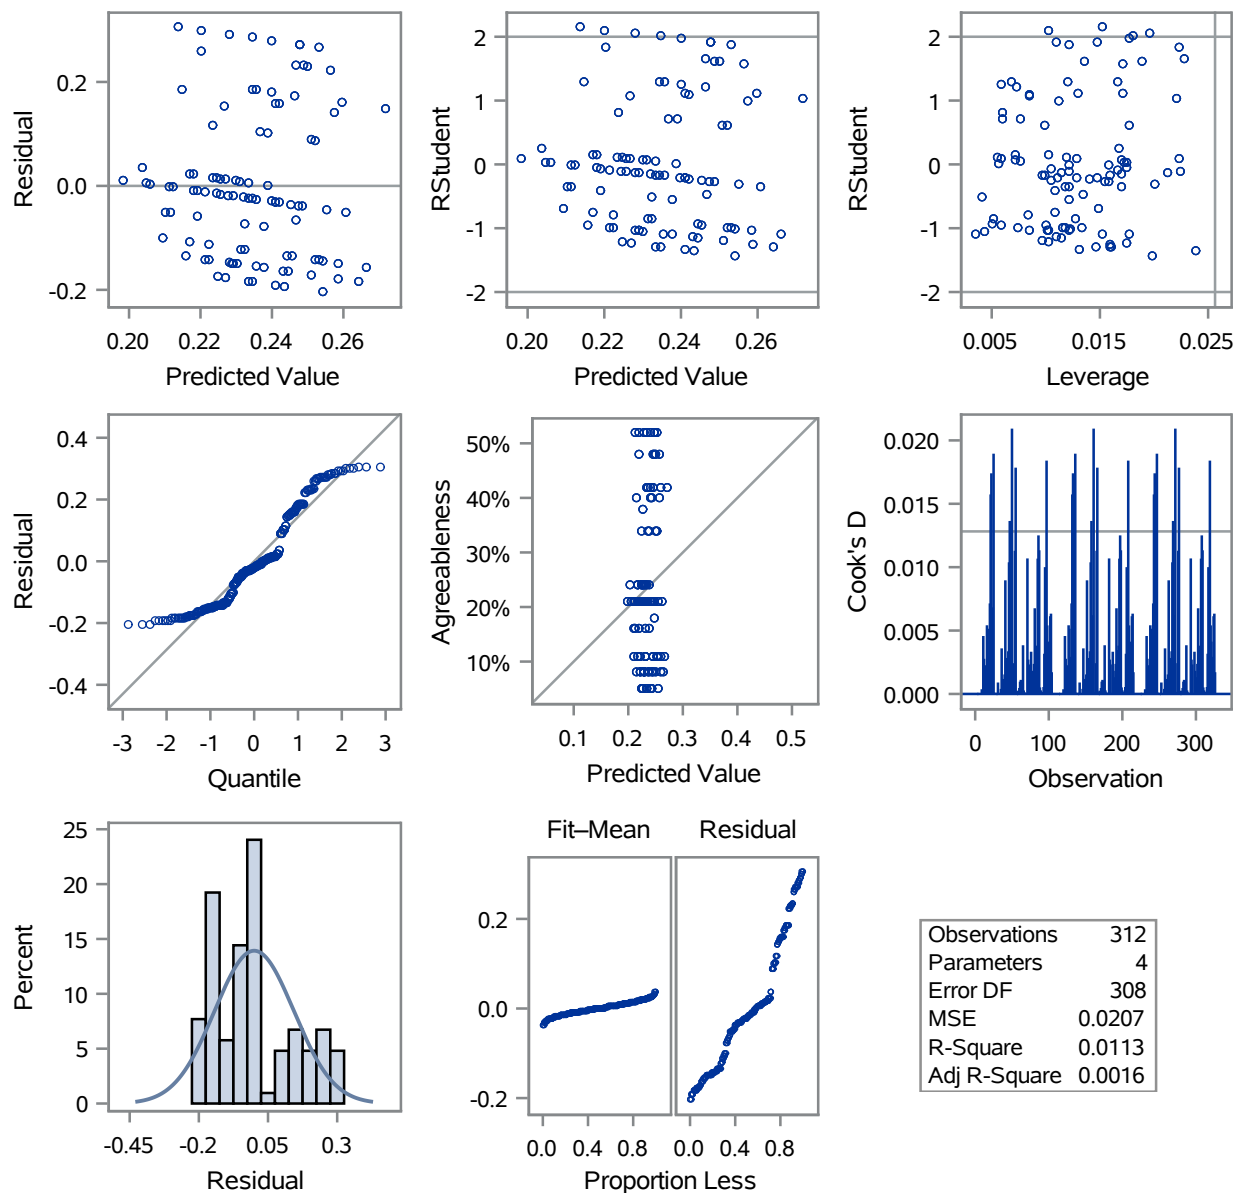 0.2
0.0
-0.2
Residual
0.20 0.22 0.24 0.26
Predicted Value
2
1
0
-1
-2
RStudent
0.20 0.22 0.24 0.26
Predicted Value
2
1
0
-1
-2
RStudent
0.005 0.015 0.025
Leverage
0.4
0.2
0.0
-0.2
-0.4
Residual
-3 -2 -1 0 1 2 3
Quantile
50%
40%
30%
20%
10%
Agreeableness
0.1 0.2 0.3 0.4 0.5
Predicted Value
0.020
0.015
0.010
0.005
0.000
Cook's D
0 100 200 300
Observation
25
20
15
10
5
0
Percent
-0.45 -0.2 0.05 0.3
Residual
Fit–Mean Residual
0.2
0.0
-0.2
0.0 0.4 0.8 0.0 0.4 0.8
Proportion Less
Observations 312
Parameters 4
Error DF 308
MSE 0.0207
R-Square 0.0113
Adj R-Square 0.0016